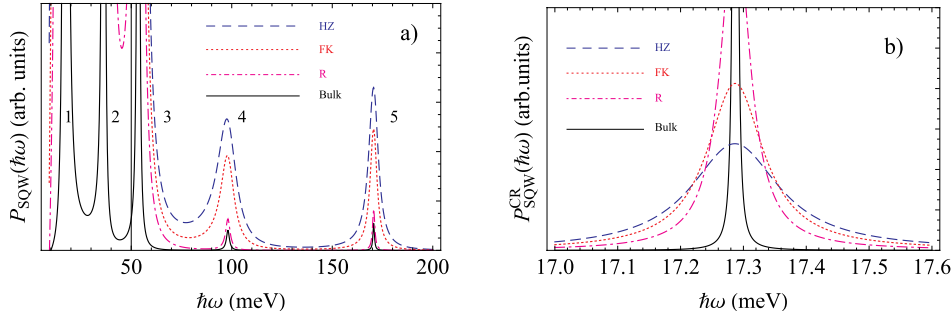 a)
HZ
FK
R
Bulk
1
2
3
4
5
P_SQW(ħω) (arb. units)
50
100
150
200
ħω (meV)
b)
HZ
FK
R
Bulk
P^CR_SQW(ħω) (arb.units)
17.0
17.1
17.2
17.3
17.4
17.5
17.6
ħω (meV)